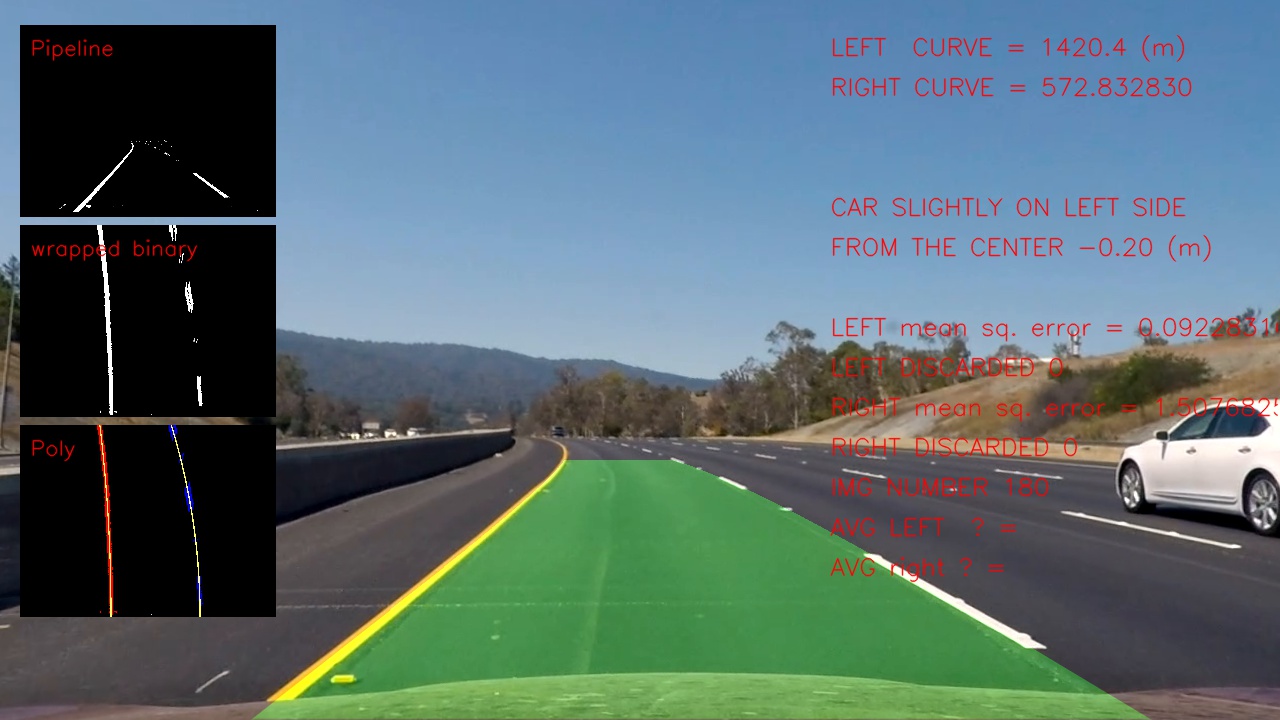 Pipeline
wrapped binary
Poly
LEFT CURVE = 1420.4 (m)
RIGHT CURVE = 572.832830
CAR SLIGHTLY ON LEFT SIDE
FROM THE CENTER -0.20 (m)
LEFT mean sq. error = 0.0922831
LEFT DISCARDED 0
RIGHT mean sq. error = 1.5076825
RIGHT DISCARDED 0
IMG NUMBER 180
AVG LEFT ? =
AVG right ? =